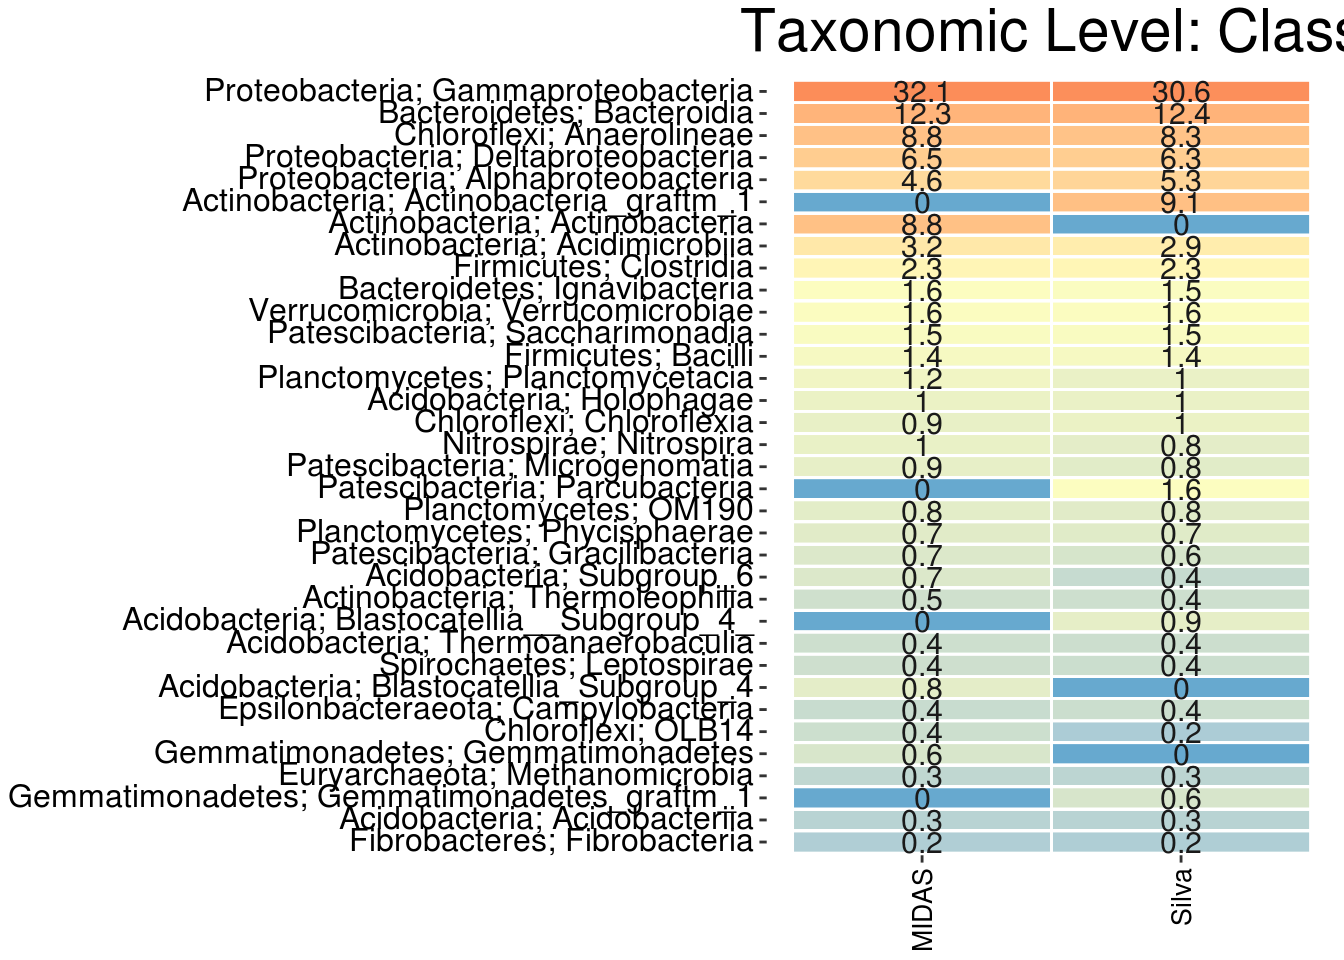 Taxonomic Level: Class
Proteobacteria; Gammaproteobacteria 32.1 30.6
Bacteroidetes; Bacteroidia 12.3 12.4
Chloroflexi; Anaerolineae 8.8 8.3
Proteobacteria; Deltaproteobacteria 6.5 6.3
Proteobacteria; Alphaproteobacteria 4.6 5.3
Actinobacteria; Actinobacteria_graftm_1 0 9.1
Actinobacteria; Actinobacteria 8.8 0
Actinobacteria; Acidimicrobiia 3.2 2.9
Firmicutes; Clostridia 2.3 2.3
Bacteroidetes; Ignavibacteria 1.6 1.5
Verrucomicrobia; Verrucomicrobiae 1.6 1.6
Patescibacteria; Saccharimonadia 1.5 1.5
Firmicutes; Bacilli 1.4 1.4
Planctomycetes; Planctomycetacia 1.2 1
Acidobacteria; Holophagae 1 1
Chloroflexi; Chloroflexia 0.9 1
Nitrospirae; Nitrospira 1 0.8
Patescibacteria; Microgenomatia 0.9 0.8
Patescibacteria; Parcubacteria 0 1.6
Planctomycetes; OM190 0.8 0.8
Planctomycetes; Phycisphaerae 0.7 0.7
Patescibacteria; Gracilibacteria 0.7 0.6
Acidobacteria; Subgroup_6 0.7 0.4
Actinobacteria; Thermoleophilia 0.5 0.4
Acidobacteria; Blastocatellia__Subgroup_4_ 0 0.9
Acidobacteria; Thermoanaerobaculia 0.4 0.4
Spirochaetes; Leptospirae 0.4 0.4
Acidobacteria; Blastocatellia_Subgroup_4 0.8 0
Epsilonbacteraeota; Campylobacteria 0.4 0.4
Chloroflexi; OLB14 0.4 0.2
Gemmatimonadetes; Gemmatimonadetes 0.6 0
Euryarchaeota; Methanomicrobia 0.3 0.3
Gemmatimonadetes; Gemmatimonadetes_graftm_1 0 0.6
Acidobacteria; Acidobacteriia 0.3 0.3
Fibrobacteres; Fibrobacteria 0.2 0.2
MIDAS Silva